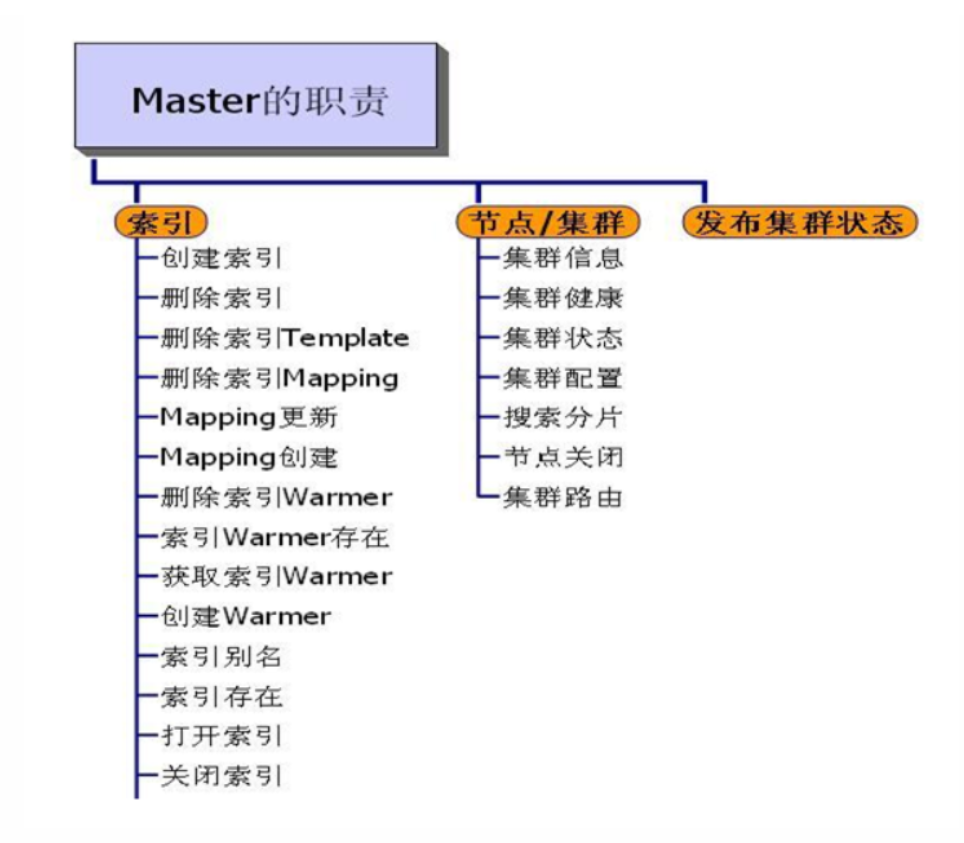 Master的职责
索引
创建索引
删除索引
删除索引Template
删除索引Mapping
Mapping更新
Mapping创建
删除索引Warmer
索引Warmer存在
获取索引Warmer
创建Warmer
索引别名
索引存在
打开索引
关闭索引
节点/集群
集群信息
集群健康
集群状态
集群配置
搜索分片
节点关闭
集群路由
发布集群状态